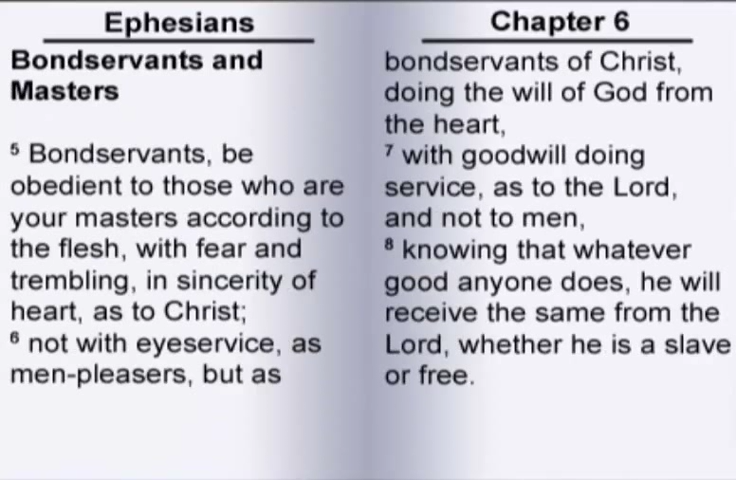 Ephesians
Bondservants and
Masters
⁵ Bondservants, be
obedient to those who are
your masters according to
the flesh, with fear and
trembling, in sincerity of
heart, as to Christ;
⁶ not with eyeservice, as
men-pleasers, but as
Chapter 6
bondservants of Christ,
doing the will of God from
the heart,
⁷ with goodwill doing
service, as to the Lord,
and not to men,
⁸ knowing that whatever
good anyone does, he will
receive the same from the
Lord, whether he is a slave
or free.